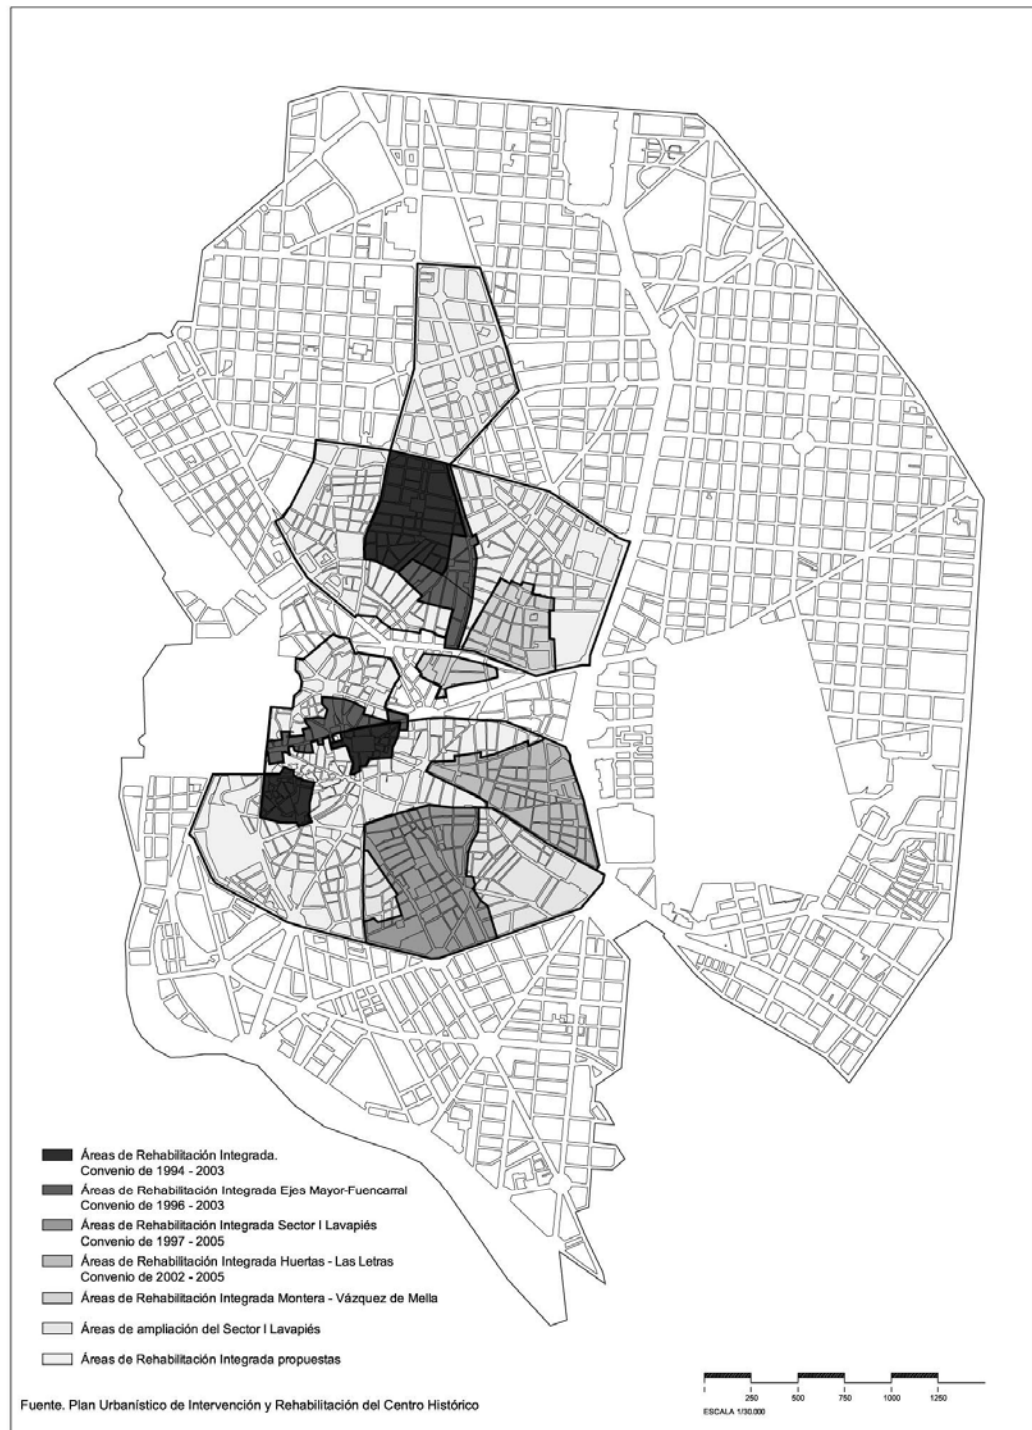 Áreas de Rehabilitación Integrada.
Convenio de 1994 - 2003
Áreas de Rehabilitación Integrada Ejes Mayor-Fuencarral
Convenio de 1996 - 2003
Áreas de Rehabilitación Integrada Sector I Lavapiés
Convenio de 1997 - 2005
Áreas de Rehabilitación Integrada Huertas - Las Letras
Convenio de 2002 - 2005
Áreas de Rehabilitación Integrada Montera - Vázquez de Mella
Áreas de ampliación del Sector I Lavapiés
Áreas de Rehabilitación Integrada propuestas
250 500 750 1000 1250
ESCALA 1/30.000
Fuente. Plan Urbanístico de Intervención y Rehabilitación del Centro Histórico